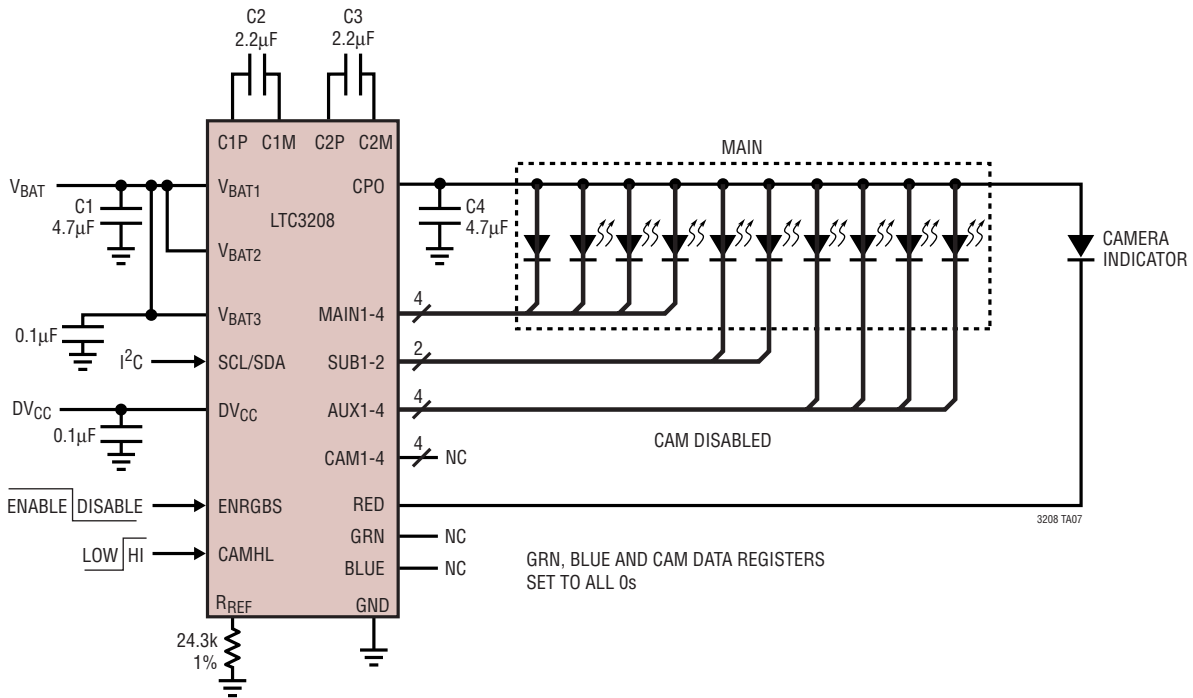 C2
2.2µF
C3
2.2µF
C1P C1M C2P C2M
MAIN
VBAT
VBAT1
CPO
C1
4.7µF
LTC3208
C4
4.7µF
VBAT2
CAMERA
INDICATOR
0.1µF
VBAT3
MAIN1-4
4
I2C
SCL/SDA
SUB1-2
2
DVCC
DVCC
AUX1-4
4
0.1µF
CAM DISABLED
CAM1-4
4
NC
ENABLE DISABLE
ENRGBS
RED
3208 TA07
GRN
NC
LOW HI
CAMHL
BLUE
NC
GRN, BLUE AND CAM DATA REGISTERS
SET TO ALL 0s
RREF
GND
24.3k
1%